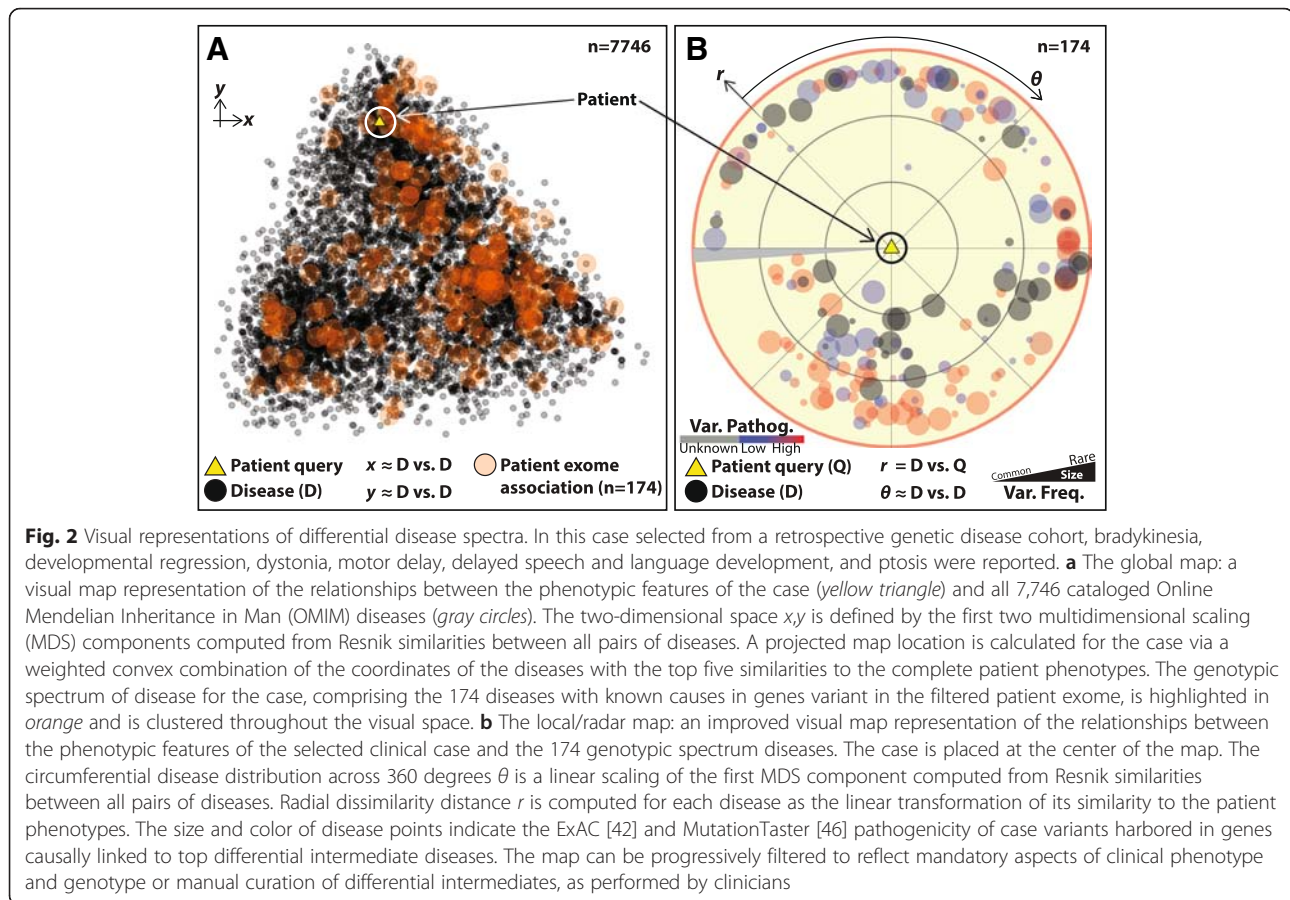 A
n=7746
y
x
Patient
B
n=174
r
θ
Var. Pathog.
Unknown Low High
Patient query
Disease (D)
x ≈ D vs. D
y ≈ D vs. D
Patient exome
association (n=174)
Patient query (Q)
Disease (D)
r = D vs. Q
θ ≈ D vs. D
Common
Rare
Size
Var. Freq.
Fig. 2 Visual representations of differential disease spectra. In this case selected from a retrospective genetic disease cohort, bradykinesia,
developmental regression, dystonia, motor delay, delayed speech and language development, and ptosis were reported. a The global map: a
visual map representation of the relationships between the phenotypic features of the case (yellow triangle) and all 7,746 cataloged Online
Mendelian Inheritance in Man (OMIM) diseases (gray circles). The two-dimensional space x,y is defined by the first two multidimensional scaling
(MDS) components computed from Resnik similarities between all pairs of diseases. A projected map location is calculated for the case via a
weighted convex combination of the coordinates of the diseases with the top five similarities to the complete patient phenotypes. The genotypic
spectrum of disease for the case, comprising the 174 diseases with known causes in genes variant in the filtered patient exome, is highlighted in
orange and is clustered throughout the visual space. b The local/radar map: an improved visual map representation of the relationships between
the phenotypic features of the selected clinical case and the 174 genotypic spectrum diseases. The case is placed at the center of the map. The
circumferential disease distribution across 360 degrees θ is a linear scaling of the first MDS component computed from Resnik similarities
between all pairs of diseases. Radial dissimilarity distance r is computed for each disease as the linear transformation of its similarity to the patient
phenotypes. The size and color of disease points indicate the ExAC [42] and MutationTaster [46] pathogenicity of case variants harbored in genes
causally linked to top differential intermediate diseases. The map can be progressively filtered to reflect mandatory aspects of clinical phenotype
and genotype or manual curation of differential intermediates, as performed by clinicians